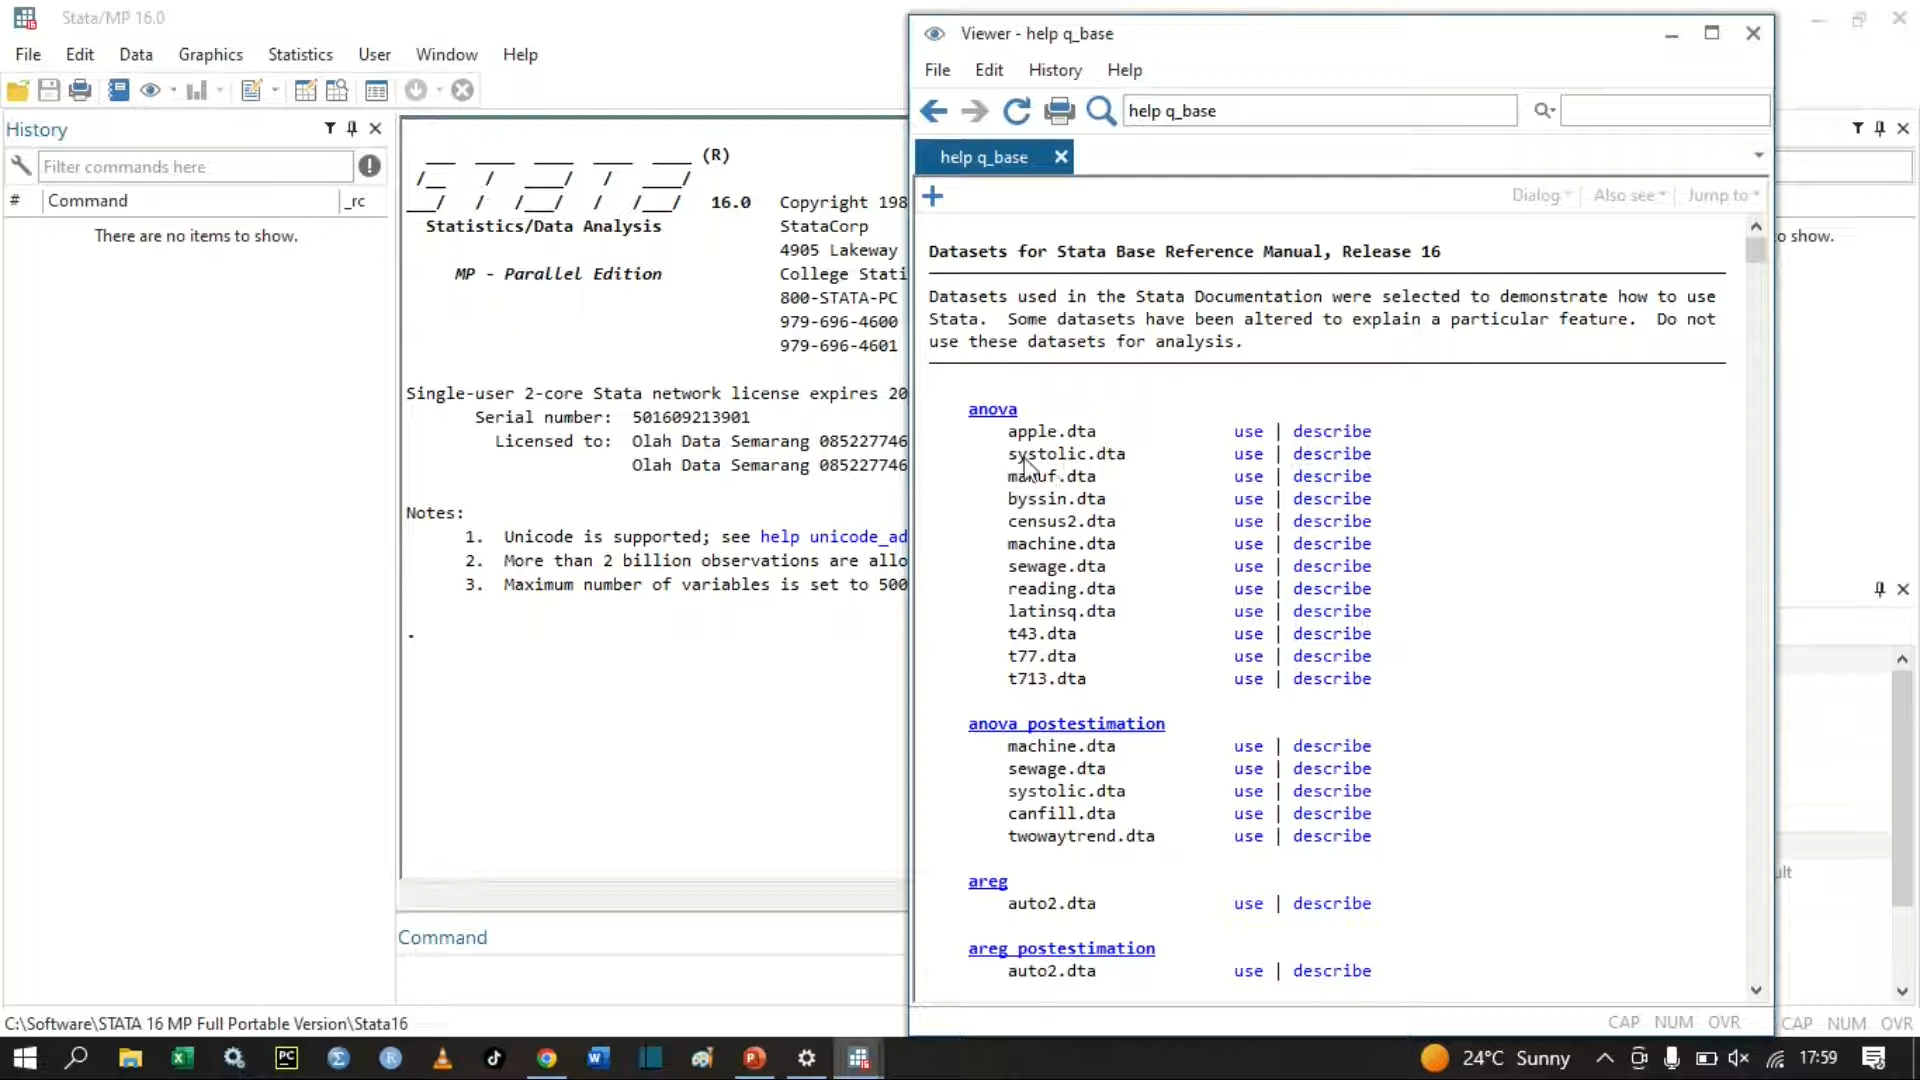 Stata/MP 16.0
File Edit Data Graphics Statistics User Window Help
History
Filter commands here
# Command _rc
There are no items to show.
(R)
STATA
16.0 Copyright 198
Statistics/Data Analysis StataCorp
4905 Lakeway
MP - Parallel Edition College Stati
800-STATA-PC
979-696-4600
979-696-4601
Single-user 2-core Stata network license expires 20
Serial number: 501609213901
Licensed to: Olah Data Semarang 085227746
Olah Data Semarang 085227746
Notes:
1. Unicode is supported; see help unicode_ad
2. More than 2 billion observations are allo
3. Maximum number of variables is set to 500
.
Command
C:\Software\STATA 16 MP Full Portable Version\Stata16
Viewer - help q_base
File Edit History Help
help q_base
help q_base
+
Dialog Also see Jump to
Datasets for Stata Base Reference Manual, Release 16
Datasets used in the Stata Documentation were selected to demonstrate how to use
Stata. Some datasets have been altered to explain a particular feature. Do not
use these datasets for analysis.
anova
apple.dta use | describe
systolic.dta use | describe
manuf.dta use | describe
byssin.dta use | describe
census2.dta use | describe
machine.dta use | describe
sewage.dta use | describe
reading.dta use | describe
latinsq.dta use | describe
t43.dta use | describe
t77.dta use | describe
t713.dta use | describe
anova postestimation
machine.dta use | describe
sewage.dta use | describe
systolic.dta use | describe
canfill.dta use | describe
twowaytrend.dta use | describe
areg
auto2.dta use | describe
areg postestimation
auto2.dta use | describe
CAP NUM OVR
o show.
ult
CAP NUM OVR
PC
24°C Sunny
17:59